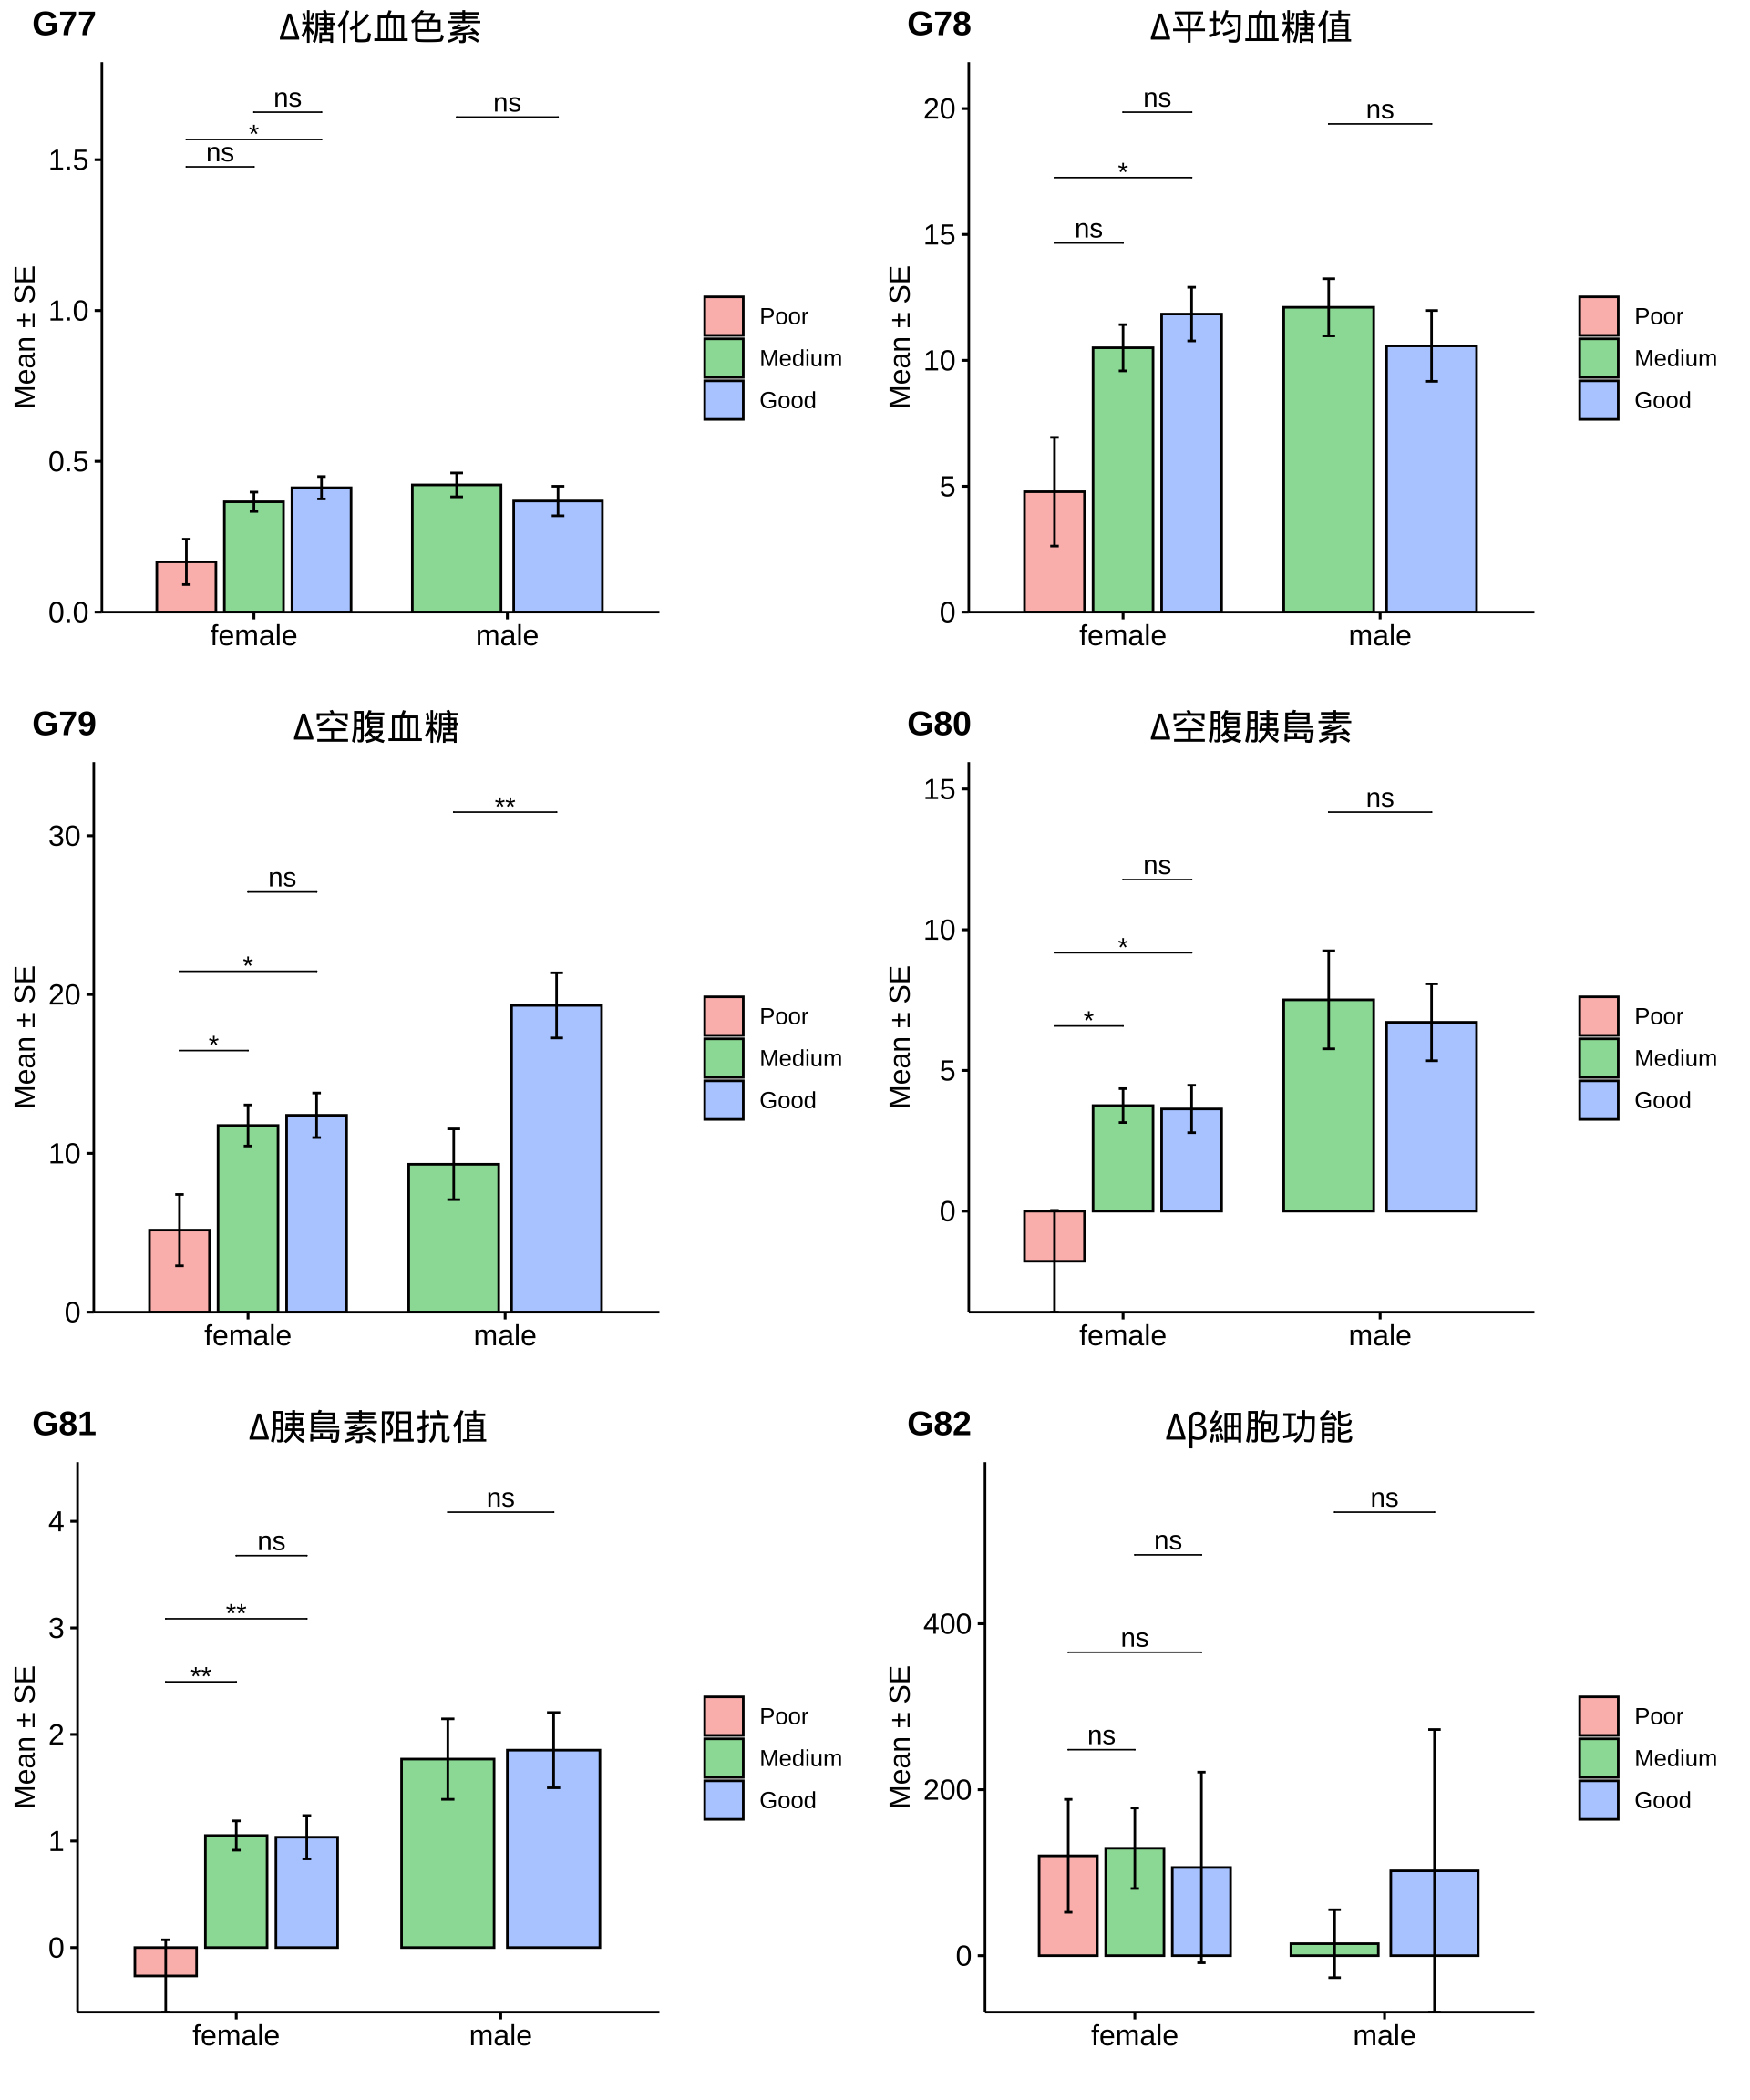 G77
Δ糖化血色素
Mean ± SE
1.5
1.0
0.5
0.0
ns
*
ns
ns
female
male
Poor
Medium
Good
G78
Δ平均血糖值
Mean ± SE
20
15
10
5
0
ns
*
ns
ns
female
male
Poor
Medium
Good
G79
Δ空腹血糖
Mean ± SE
30
20
10
0
**
ns
*
*
female
male
Poor
Medium
Good
G80
Δ空腹胰島素
Mean ± SE
15
10
5
0
ns
ns
*
*
female
male
Poor
Medium
Good
G81
Δ胰島素阻抗值
Mean ± SE
4
3
2
1
0
ns
ns
**
**
female
male
Poor
Medium
Good
G82
Δβ細胞功能
Mean ± SE
400
200
0
ns
ns
ns
ns
female
male
Poor
Medium
Good